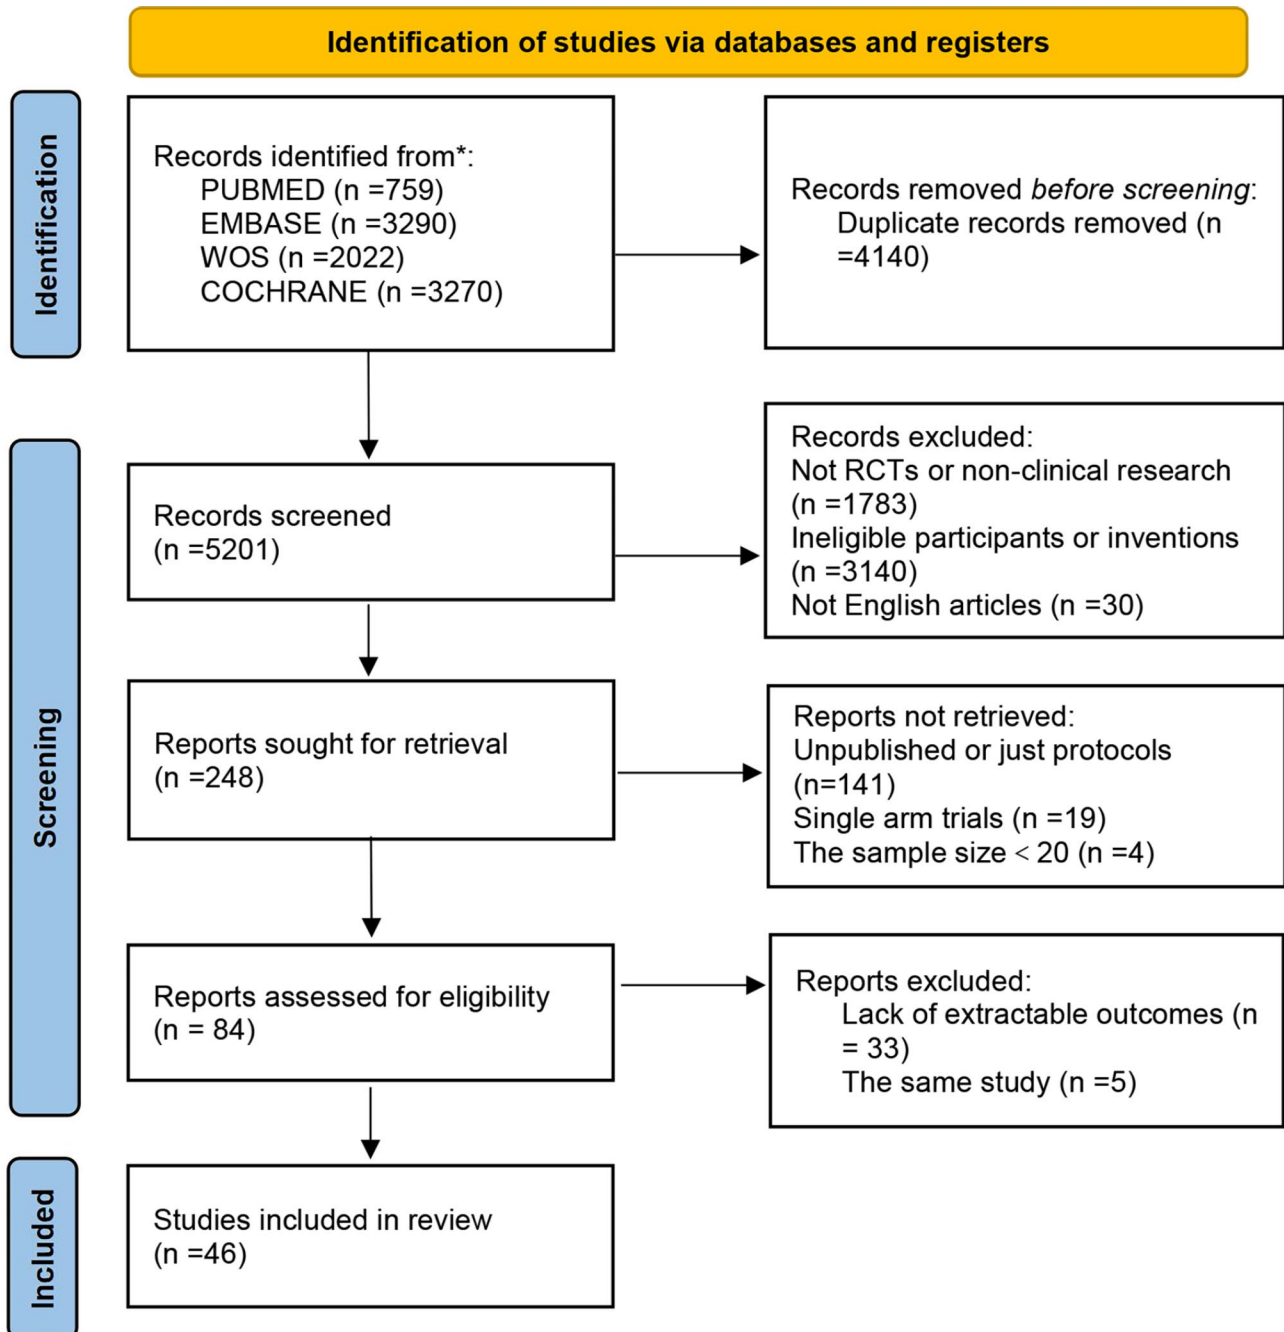 Identification of studies via databases and registers
Identification
Records identified from*:
PUBMED (n =759)
EMBASE (n =3290)
WOS (n =2022)
COCHRANE (n =3270)
Records removed before screening:
Duplicate records removed (n
=4140)
Screening
Records screened
(n =5201)
Records excluded:
Not RCTs or non-clinical research
(n =1783)
Ineligible participants or inventions
(n =3140)
Not English articles (n =30)
Reports sought for retrieval
(n =248)
Reports not retrieved:
Unpublished or just protocols
(n=141)
Single arm trials (n =19)
The sample size < 20 (n =4)
Reports assessed for eligibility
(n = 84)
Reports excluded:
Lack of extractable outcomes (n
= 33)
The same study (n =5)
Included
Studies included in review
(n =46)